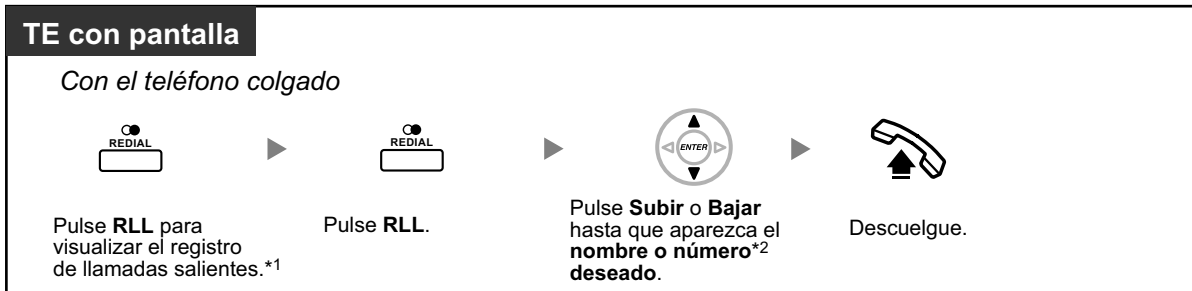 TE con pantalla
Con el teléfono colgado
REDIAL
REDIAL
ENTER
Pulse RLL para
visualizar el registro
de llamadas salientes.*1
Pulse RLL.
Pulse Subir o Bajar
hasta que aparezca el
nombre o número*2
deseado.
Descuelgue.